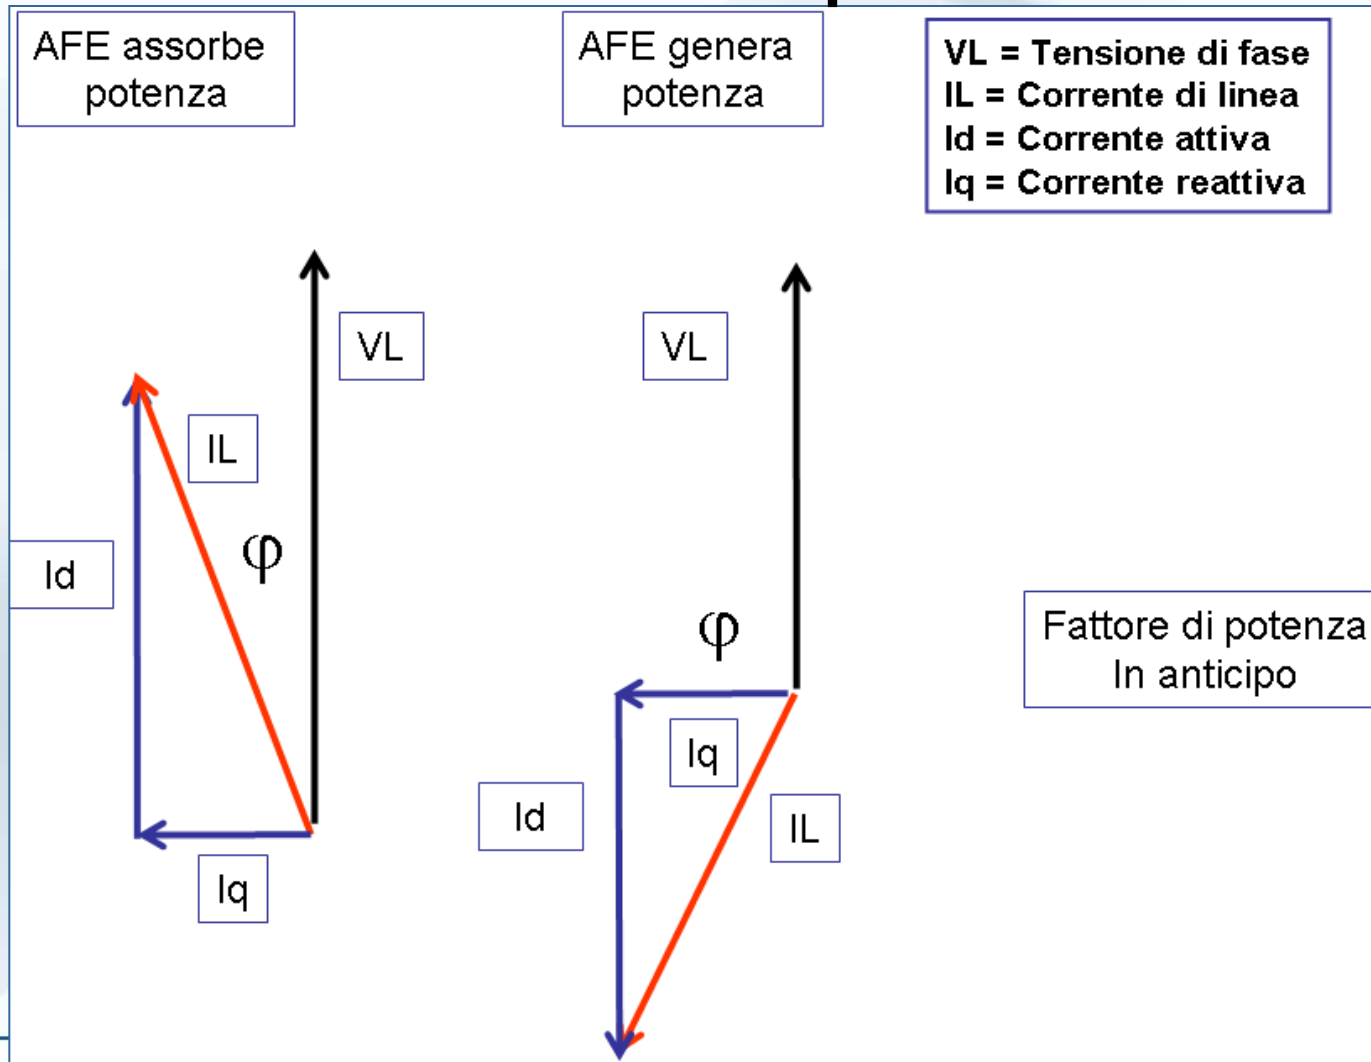 AFE assorbe
potenza
AFE genera
potenza
VL = Tensione di fase
IL = Corrente di linea
Id = Corrente attiva
Iq = Corrente reattiva
VL
IL
φ
Id
Iq
VL
φ
Iq
Id
IL
Fattore di potenza
In anticipo